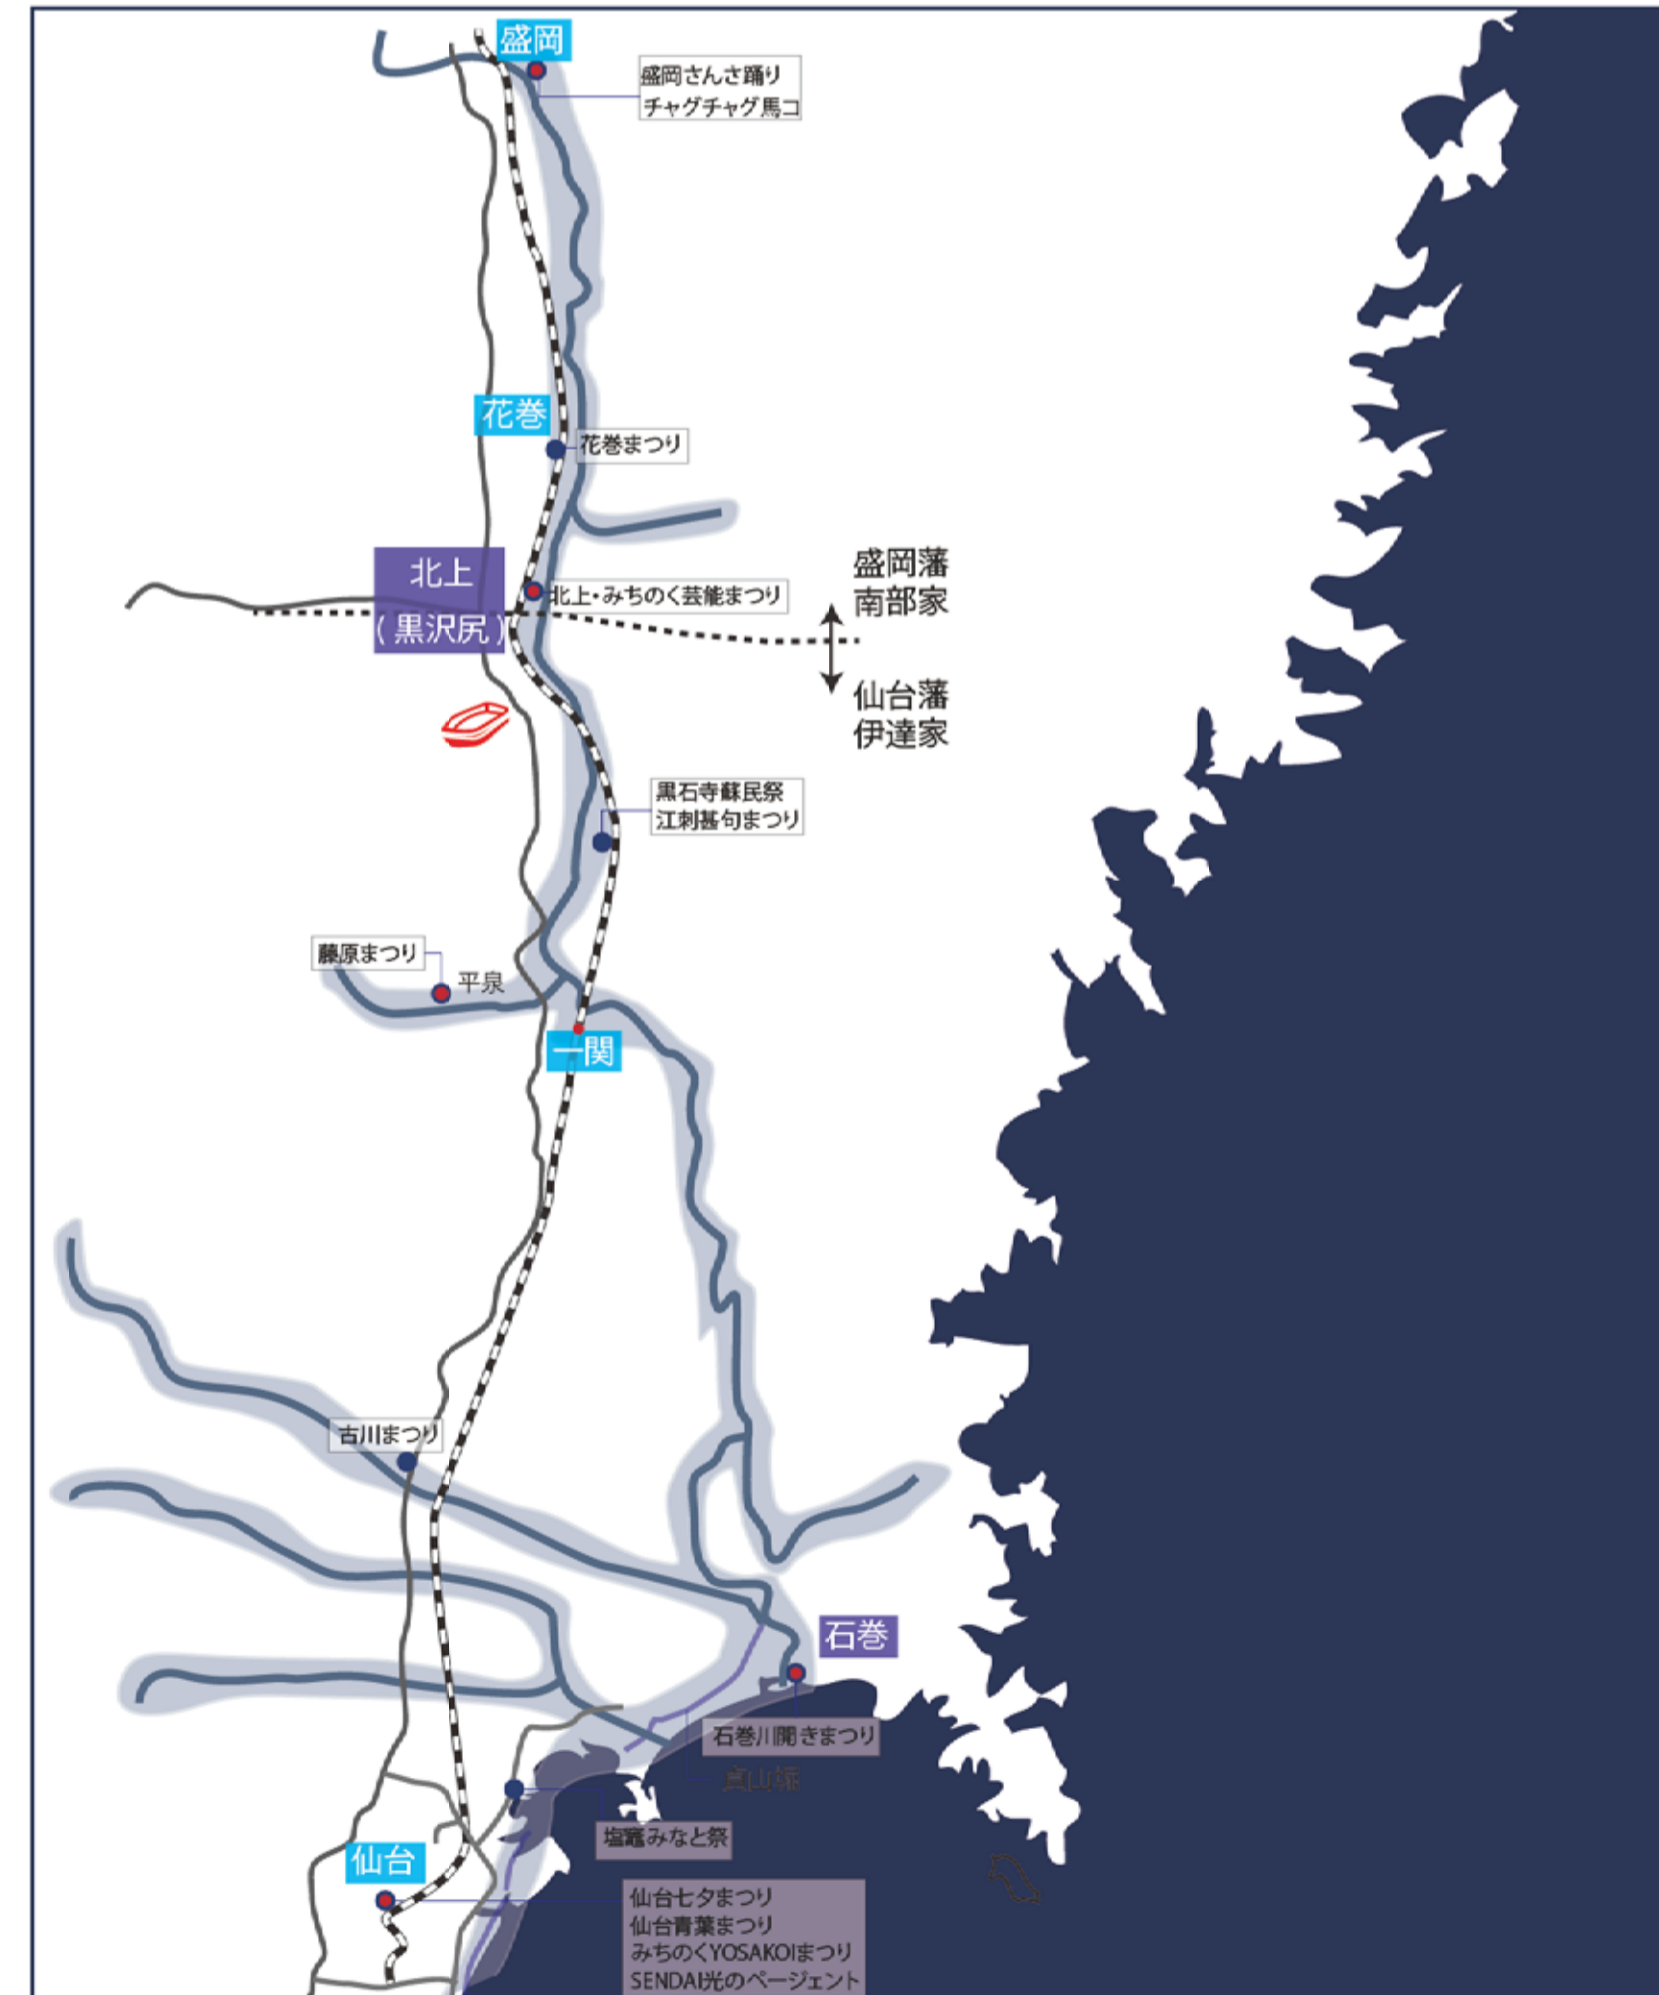 盛岡
盛岡さんさ踊り
チャグチャグ馬コ
花巻
花巻まつり
北上
(黒沢尻)
北上・みちのく芸能まつり
盛岡藩
南部家
仙台藩
伊達家
黒石寺蘇民祭
江刺甚句まつり
藤原まつり
平泉
一関
古川まつり
石巻
石巻川開きまつり
貞山堀
塩竈みなと祭
仙台
仙台七夕まつり
仙台青葉まつり
みちのくYOSAKOIまつり
SENDAI光のページェント